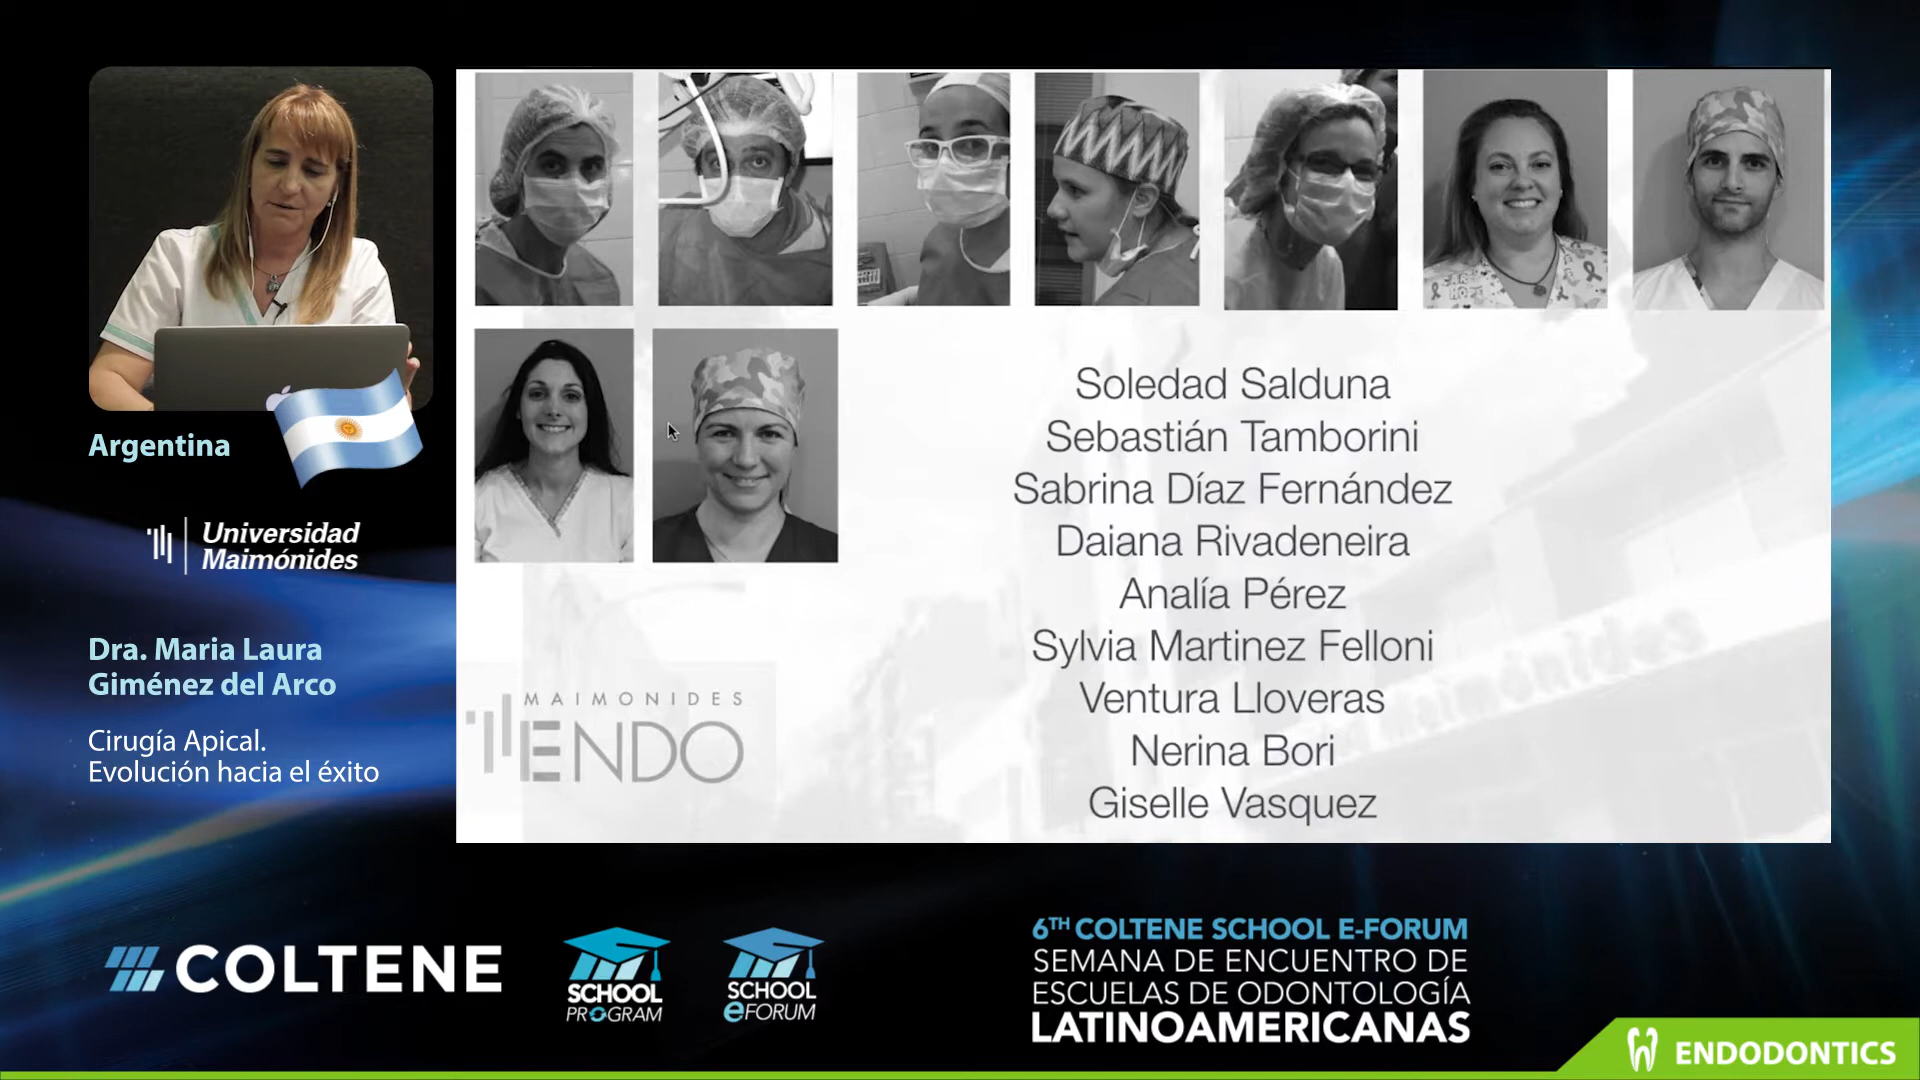 Argentina
Universidad
Maimónides
Dra. Maria Laura
Giménez del Arco
Cirugía Apical.
Evolución hacia el éxito
Soledad Salduna
Sebastián Tamborini
Sabrina Díaz Fernández
Daiana Rivadeneira
Analía Pérez
Sylvia Martinez Felloni
Ventura Lloveras
Nerina Bori
Giselle Vasquez
MAIMONIDES
ENDO
maimónides
COLTENE
SCHOOL
PROGRAM
SCHOOL
eFORUM
6TH COLTENE SCHOOL E-FORUM
SEMANA DE ENCUENTRO DE
ESCUELAS DE ODONTOLOGÍA
LATINOAMERICANAS
ENDODONTICS